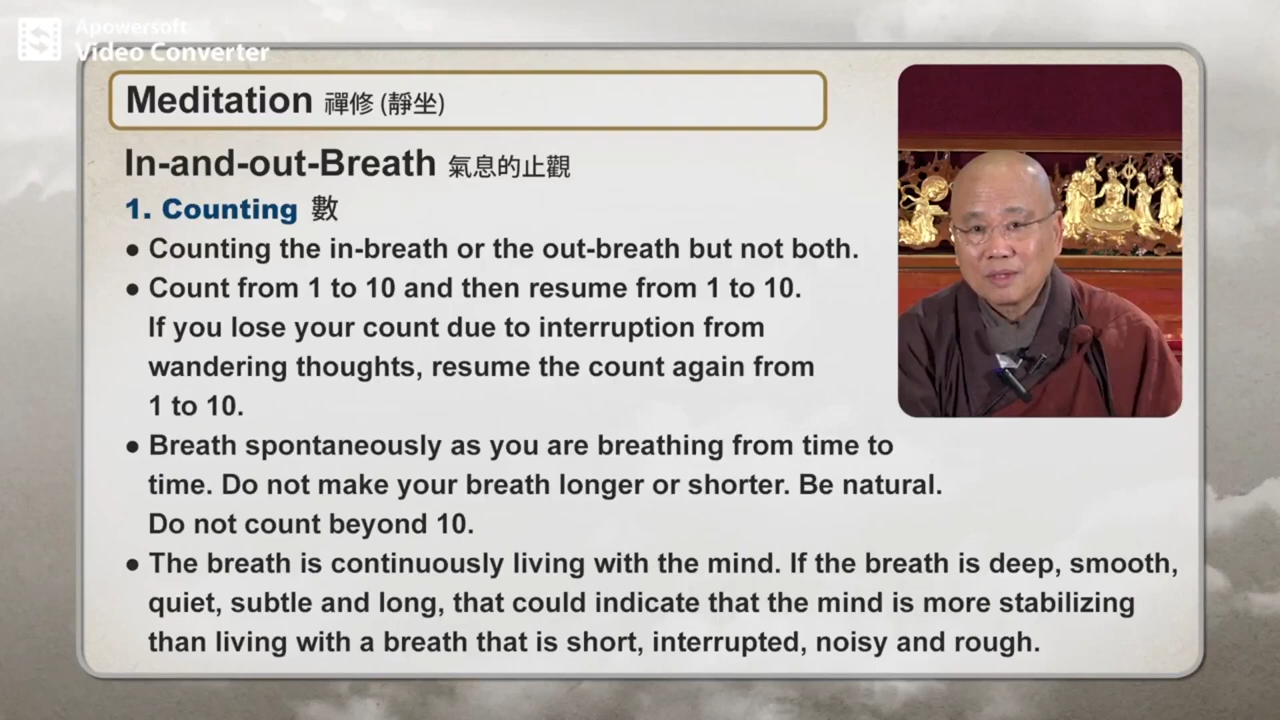 Apowersoft
Video Converter
Meditation 禪修 (靜坐)
In-and-out-Breath 氣息的止觀
1. Counting 數
● Counting the in-breath or the out-breath but not both.
● Count from 1 to 10 and then resume from 1 to 10.
If you lose your count due to interruption from
wandering thoughts, resume the count again from
1 to 10.
● Breath spontaneously as you are breathing from time to
time. Do not make your breath longer or shorter. Be natural.
Do not count beyond 10.
● The breath is continuously living with the mind. If the breath is deep, smooth,
quiet, subtle and long, that could indicate that the mind is more stabilizing
than living with a breath that is short, interrupted, noisy and rough.